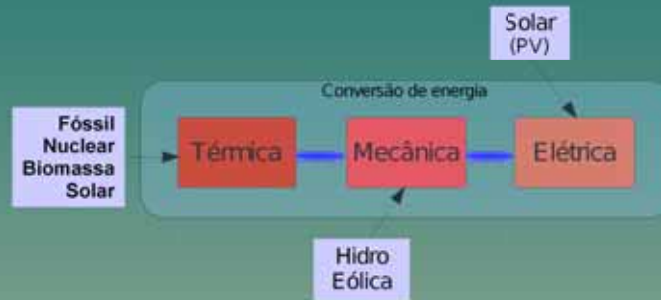 Solar
(PV)
Conversão de energia
Fóssil
Nuclear
Biomassa
Solar
Térmica
Mecânica
Elétrica
Hidro
Eólica